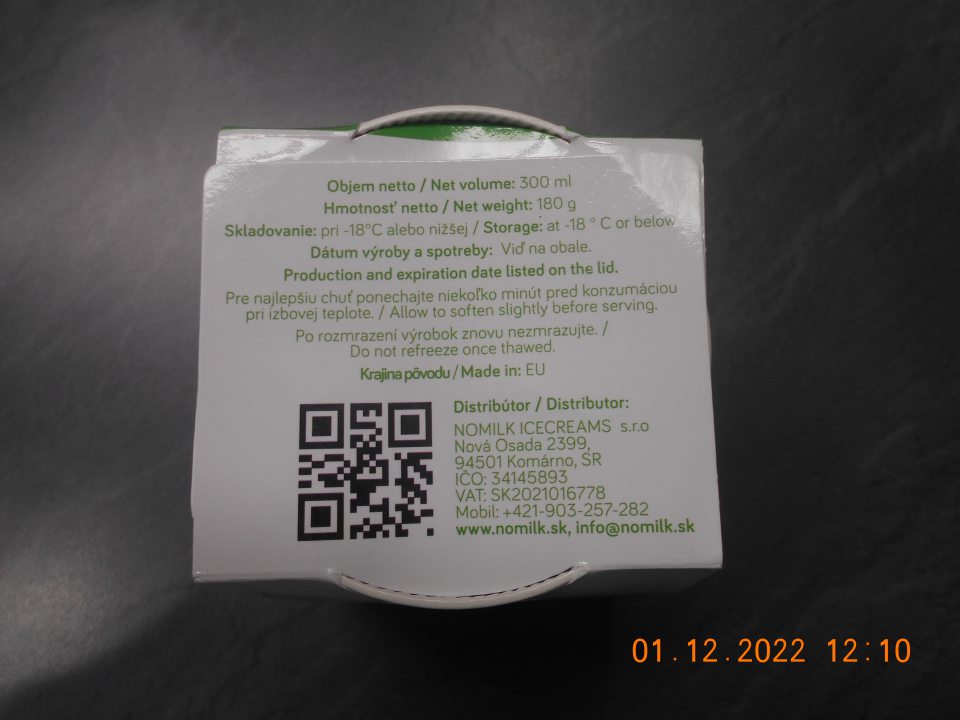 Objem netto / Net volume: 300 ml
Hmotnosť netto / Net weight: 180 g
Skladovanie: pri -18°C alebo nižšej / Storage: at -18 ° C or below
Dátum výroby a spotreby: Viď na obale.
Production and expiration date listed on the lid.
Pre najlepšiu chuť ponechajte niekoľko minút pred konzumáciou
pri izbovej teplote. / Allow to soften slightly before serving.
Po rozmrazení výrobok znovu nezmrazujte. /
Do not refreeze once thawed.
Krajina pôvodu / Made in: EU
Distribútor / Distributor:
NOMILK ICECREAMS s.r.o
Nová Osada 2399,
94501 Komárno, SR
IČO: 34145893
VAT: SK2021016778
Mobil: +421-903-257-282
www.nomilk.sk, info@nomilk.sk
01.12.2022 12:10